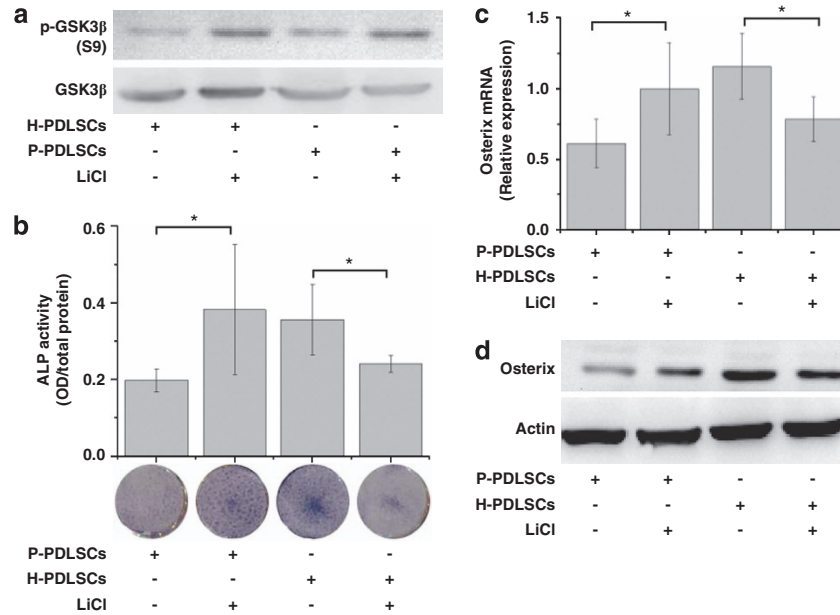 a
p-GSK3β
(S9)
GSK3β
H-PDLSCs + + - -
P-PDLSCs - - + +
LiCl - + - +
b
ALP activity
(OD/total protein)
0.6
0.4
0.2
0.0
*
*
P-PDLSCs + + - -
H-PDLSCs - - + +
LiCl - + - +
c
Osterix mRNA
(Relative expression)
1.5
1.0
0.5
0.0
*
*
P-PDLSCs + + - -
H-PDLSCs - - + +
LiCl - + - +
d
Osterix
Actin
P-PDLSCs + + - -
H-PDLSCs - - + +
LiCl - + - +